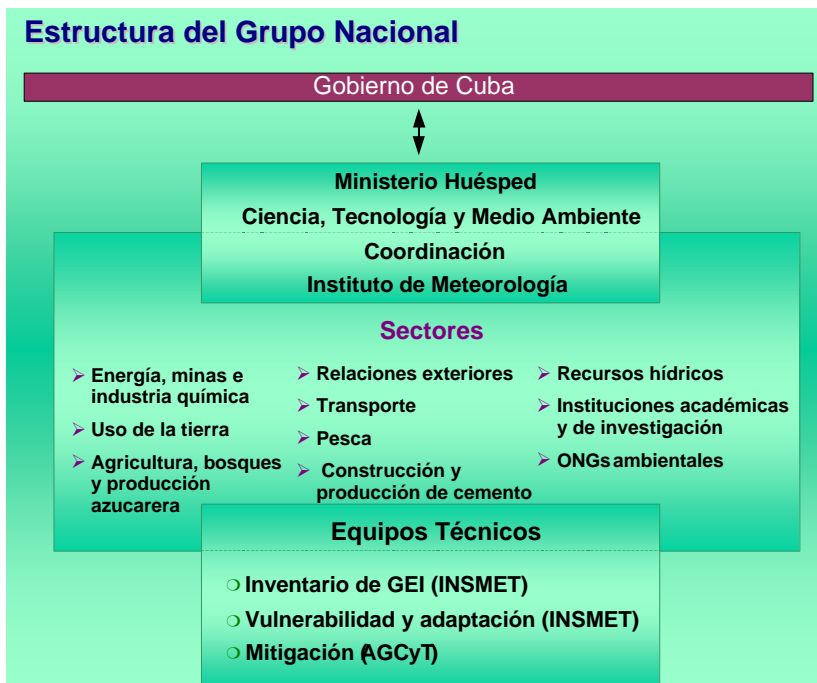 Estructura del Grupo Nacional
Gobierno de Cuba
Ministerio Huésped
Ciencia, Tecnología y Medio Ambiente
Coordinación
Instituto de Meteorología
Sectores
Energía, minas e
industria química
Uso de la tierra
Agricultura, bosques
y producción
azucarera
Relaciones exteriores
Transporte
Pesca
Construcción y
producción de cemento
Recursos hídricos
Instituciones académicas
y de investigación
ONGs ambientales
Equipos Técnicos
Inventario de GEI (INSMET)
Vulnerabilidad y adaptación (INSMET)
Mitigación (AGCyT)